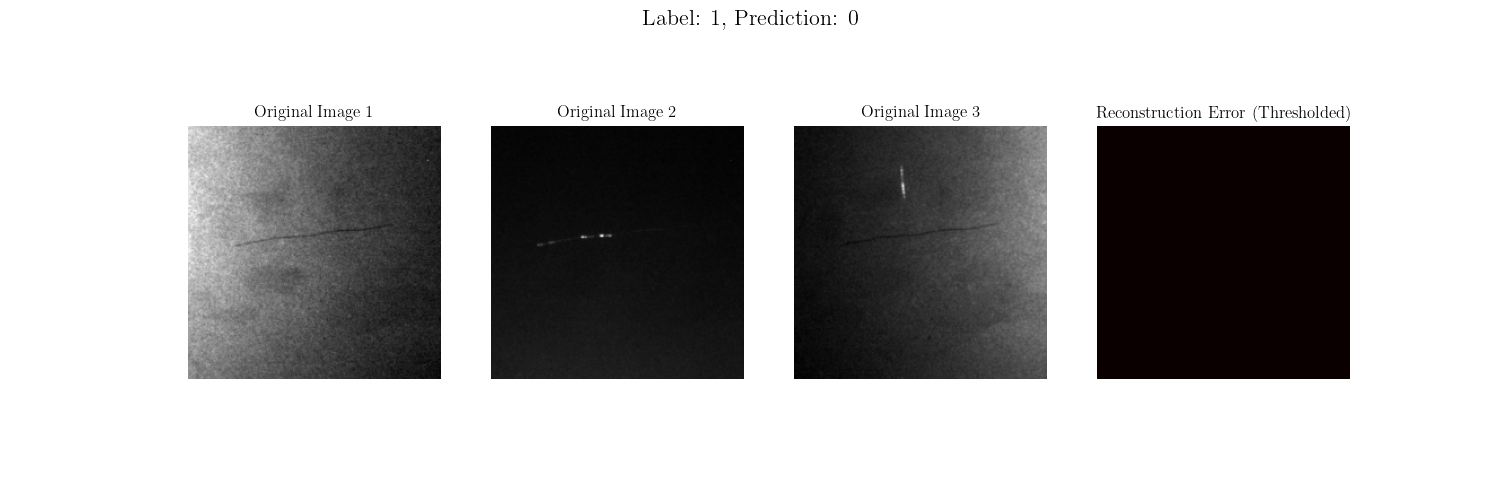 Label: 1, Prediction: 0
Original Image 1
Original Image 2
Original Image 3
Reconstruction Error (Thresholded)